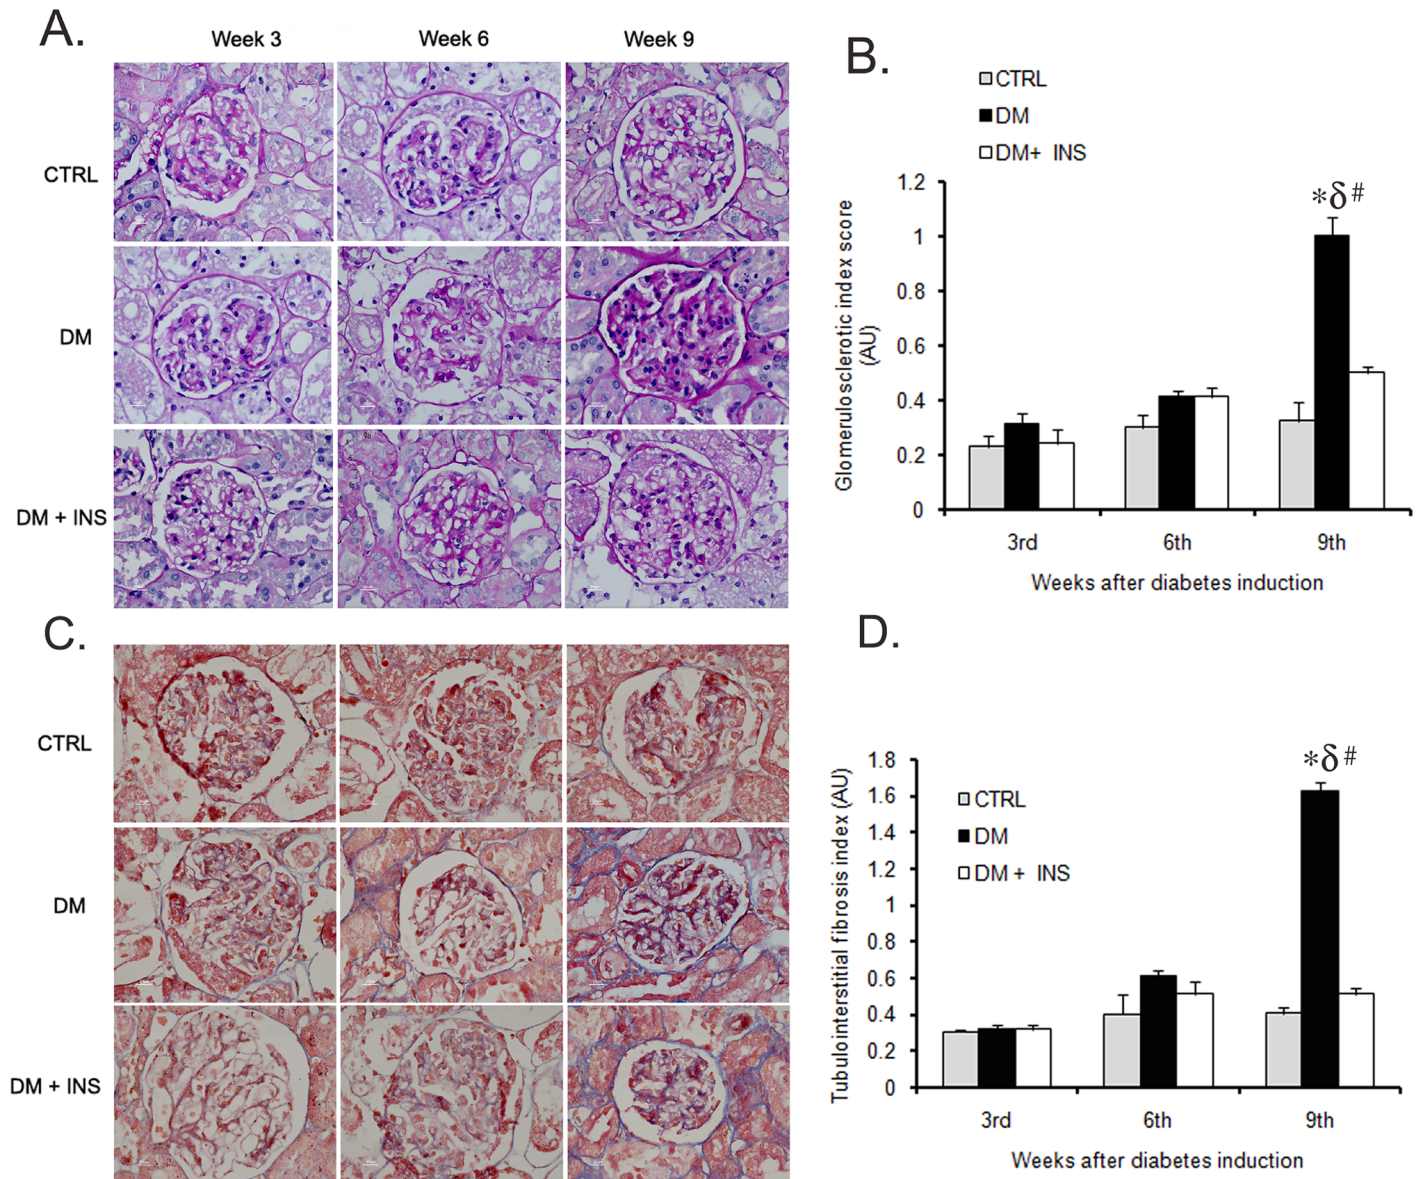 A.
Week 3
Week 6
Week 9
CTRL
DM
DM + INS
B.
CTRL
DM
DM+ INS
Glomerulosclerotic index score
(AU)
1.2
1
0.8
0.6
0.4
0.2
0
*δ#
3rd
6th
9th
Weeks after diabetes induction
C.
CTRL
DM
DM + INS
D.
CTRL
DM
DM + INS
Tubulointerstitial fibrosis index (AU)
1.8
1.6
1.4
1.2
1
0.8
0.6
0.4
0.2
0
*δ#
3rd
6th
9th
Weeks after diabetes induction